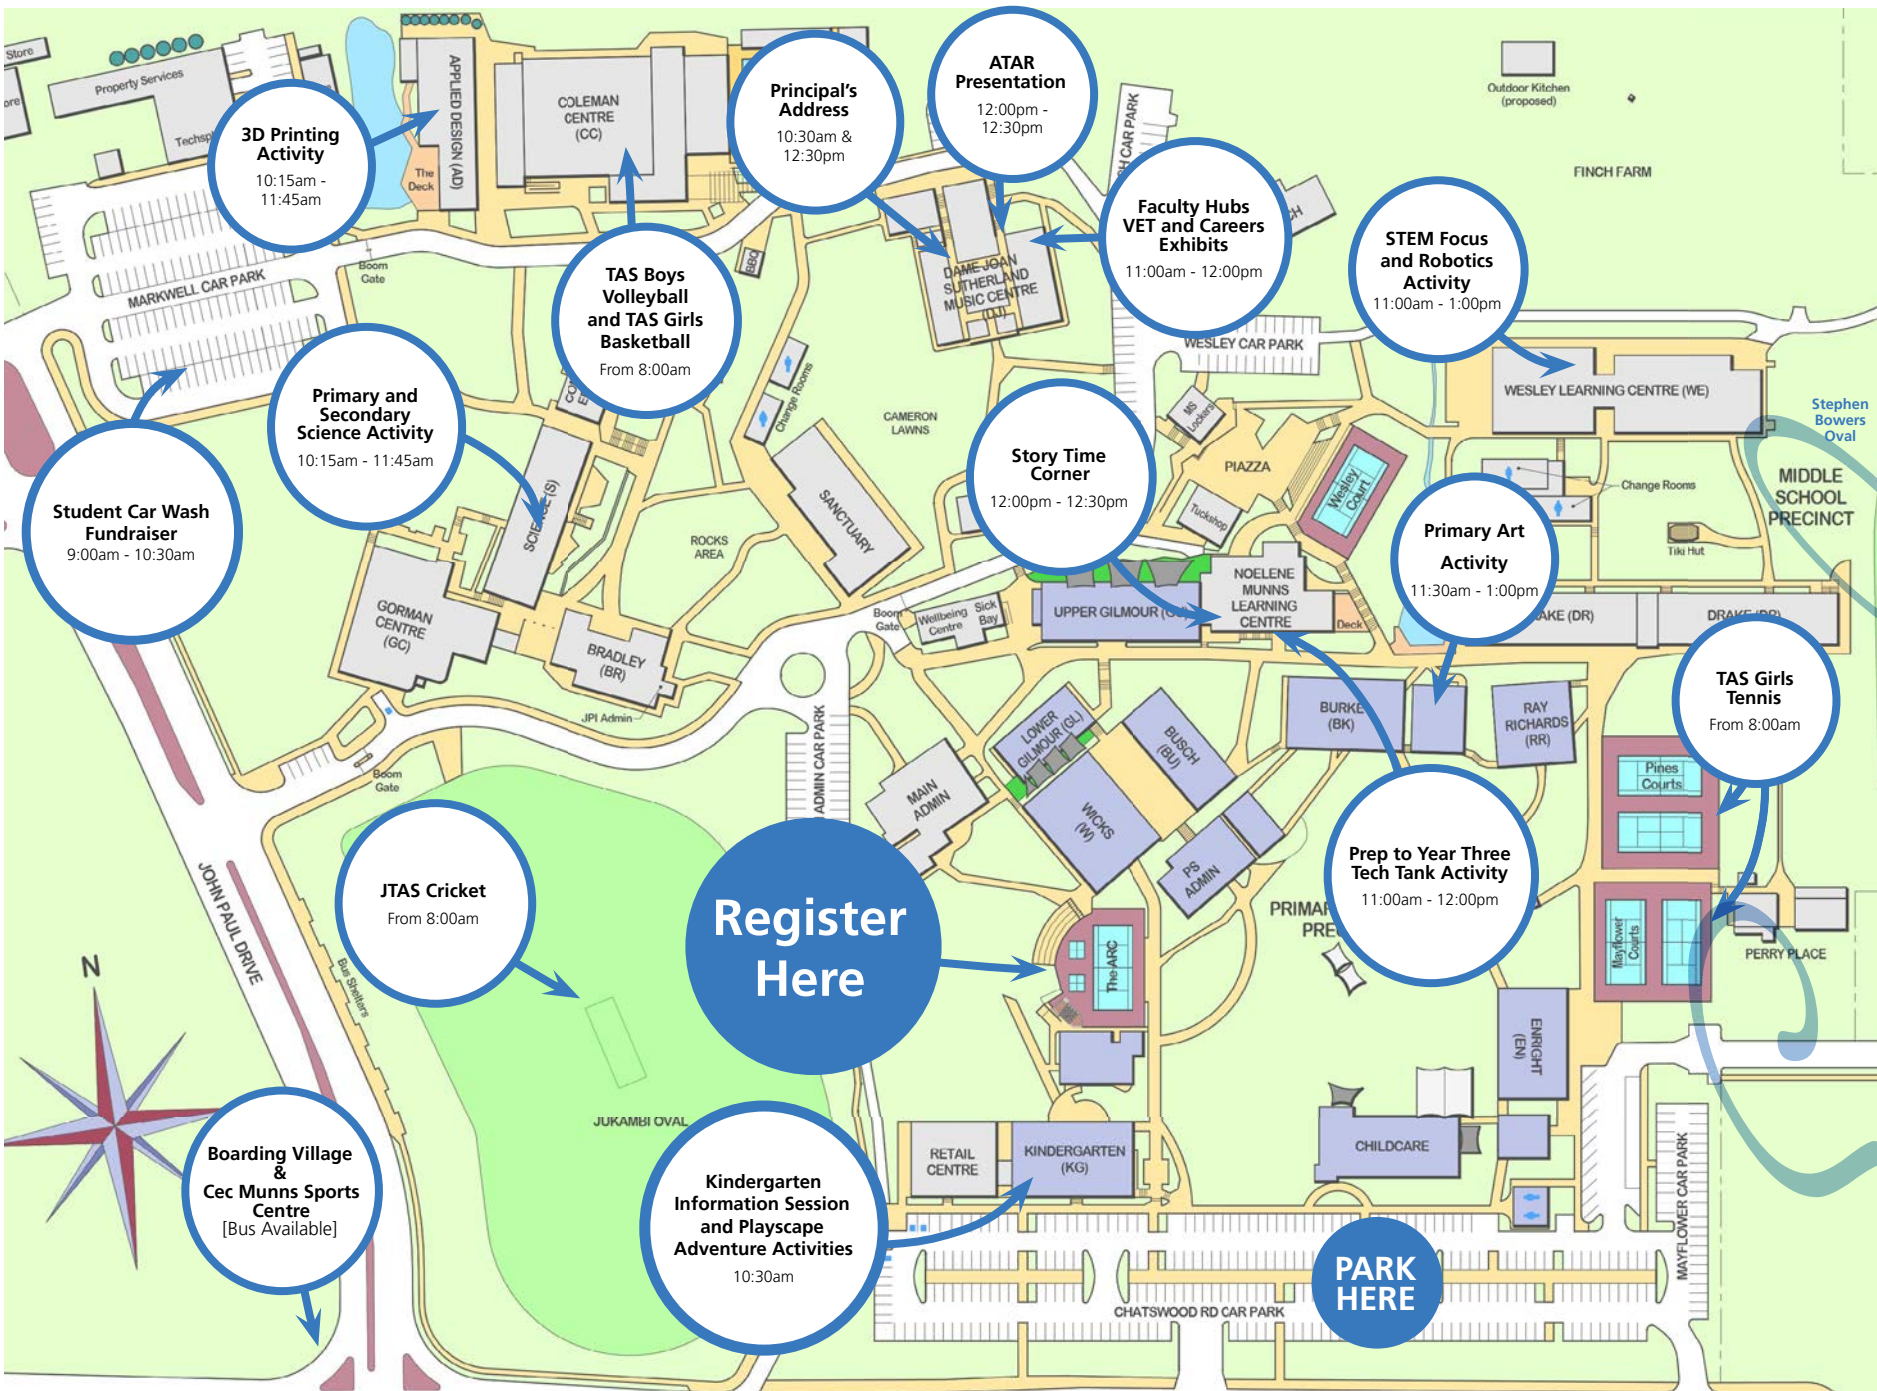 Store
Property Services
3D Printing
Activity
10:15am -
11:45am
APPLIED DESIGN (AD)
The
Deck
COLEMAN
CENTRE
(CC)
Principal's
Address
10:30am &
12:30pm
ATAR
Presentation
12:00pm -
12:30pm
Outdoor Kitchen
(proposed)
FINCH FARM
CAR PARK
Faculty Hubs
VET and Careers
Exhibits
11:00am - 12:00pm
STEM Focus
and Robotics
Activity
11:00am - 1:00pm
MARKWELL CAR PARK
Boom
Gate
TAS Boys
Volleyball
and TAS Girls
Basketball
From 8:00am
BBQ
DAME JOAN
SUTHERLAND
MUSIC CENTRE
(DJ)
WESLEY CAR PARK
WESLEY LEARNING CENTRE (WE)
Stephen
Bowers
Oval
Primary and
Secondary
Science Activity
10:15am - 11:45am
Change Rooms
CAMERON
LAWNS
MS
Lockers
PIAZZA
Wesley
Court
Tuckshop
Story Time
Corner
12:00pm - 12:30pm
Change Rooms
MIDDLE
SCHOOL
PRECINCT
Tiki Hut
Student Car Wash
Fundraiser
9:00am - 10:30am
SCIENCE (S)
ROCKS
AREA
SANCTUARY
Primary Art
Activity
11:30am - 1:00pm
GORMAN
CENTRE
(GC)
BRADLEY
(BR)
JPI Admin
Boom
Gate
Wellbeing
Centre
Sick
Bay
UPPER GILMOUR
NOELENE
MUNNS
LEARNING
CENTRE
Deck
(DR)
DRAKE (DR)
TAS Girls
Tennis
From 8:00am
LOWER
GILMOUR (GL)
BUSCH
(BU)
BURKE
(BK)
RAY
RICHARDS
(RR)
Pines
Courts
ADMIN CAR PARK
MAIN
ADMIN
WICKS
(W)
PS
ADMIN
Boom
Gate
JTAS Cricket
From 8:00am
Register
Here
The ARC
Prep to Year Three
Tech Tank Activity
11:00am - 12:00pm
Mayflower
Courts
PERRY PLACE
JOHN PAUL DRIVE
Bus Shelters
N
ENRIGHT
(EN)
JUKAMBI OVAL
Boarding Village
&
Cec Munns Sports
Centre
[Bus Available]
Kindergarten
Information Session
and Playscape
Adventure Activities
10:30am
RETAIL
CENTRE
KINDERGARTEN
(KG)
CHILDCARE
MAYFLOWER CAR PARK
PARK
HERE
CHATSWOOD RD CAR PARK